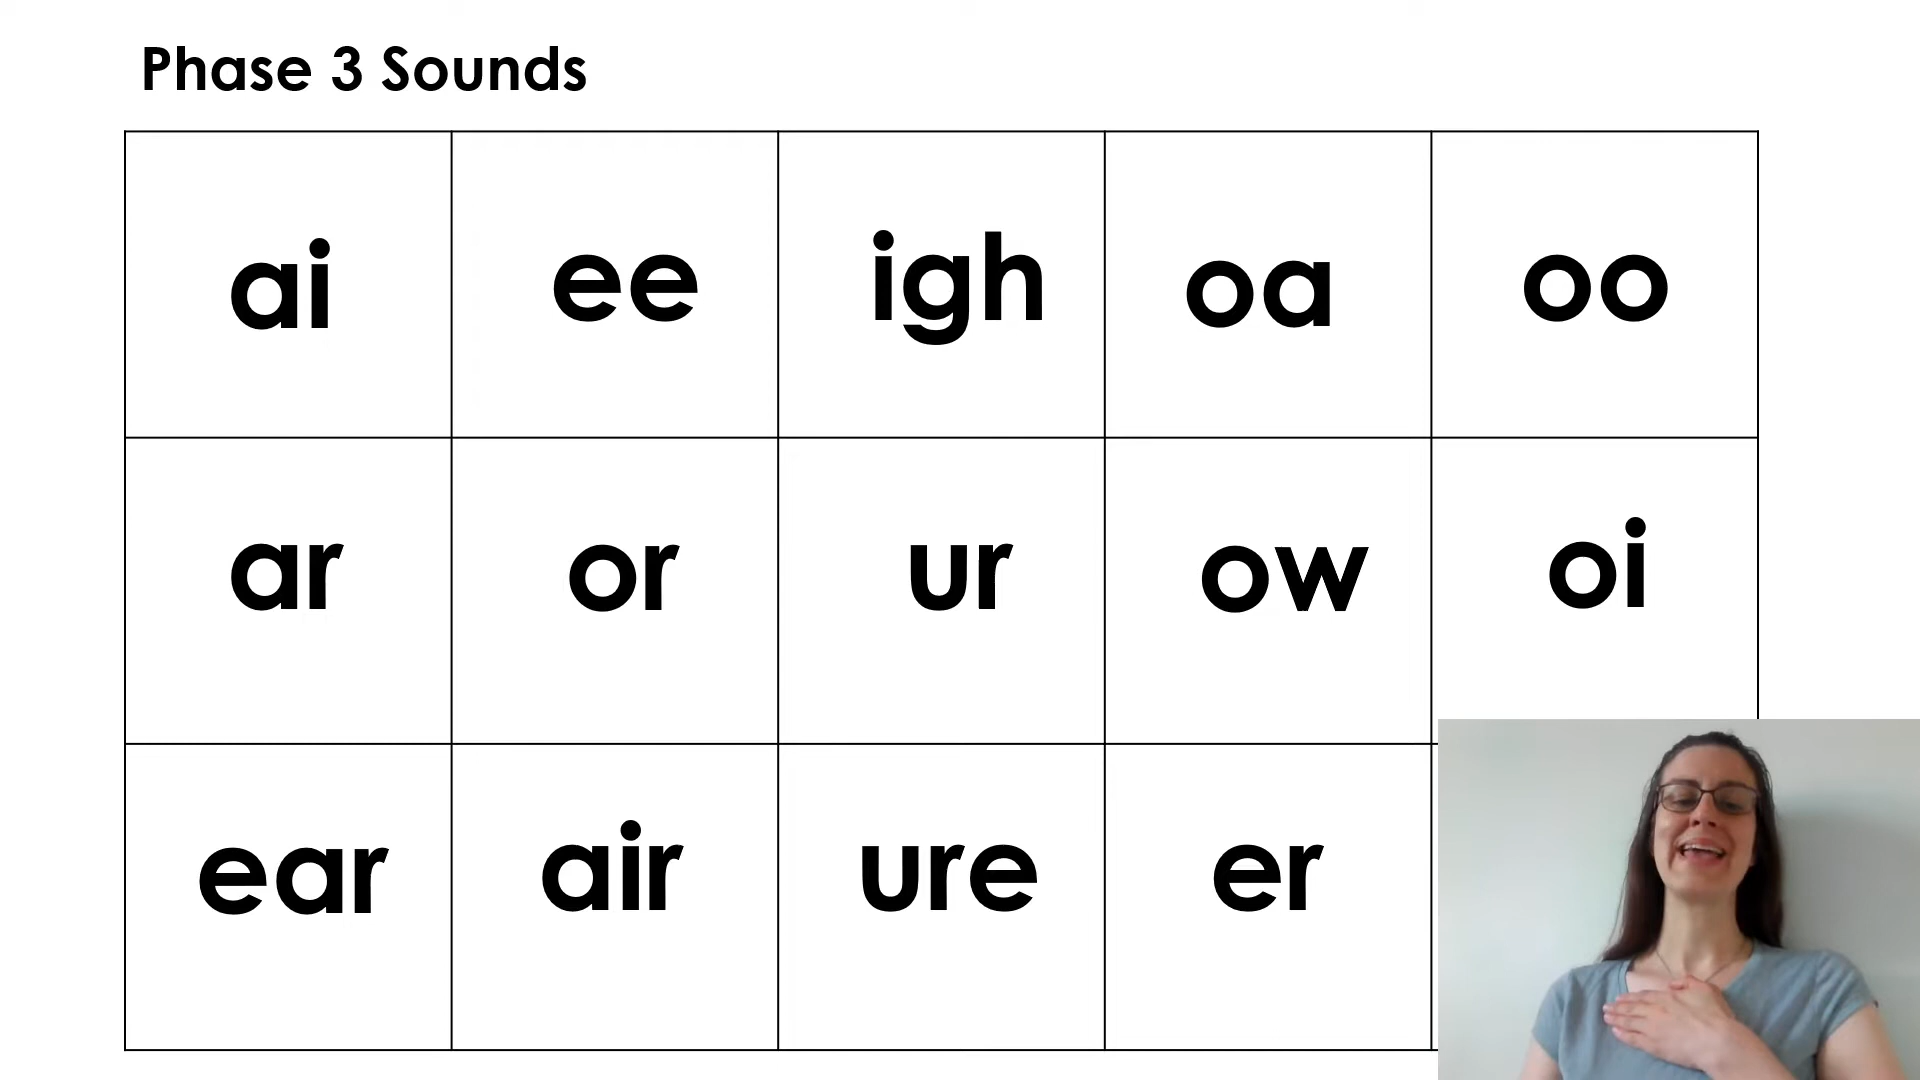 Phase 3 Sounds
ai ee igh oa oo
ar or ur ow oi
ear air ure er